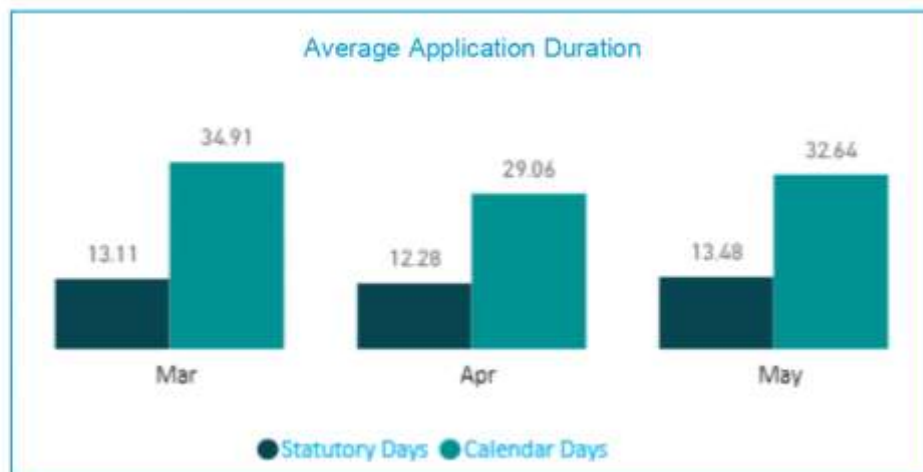 Average Application Duration
34.91
29.06
32.64
13.11
12.28
13.48
Mar
Apr
May
Statutory Days
Calendar Days